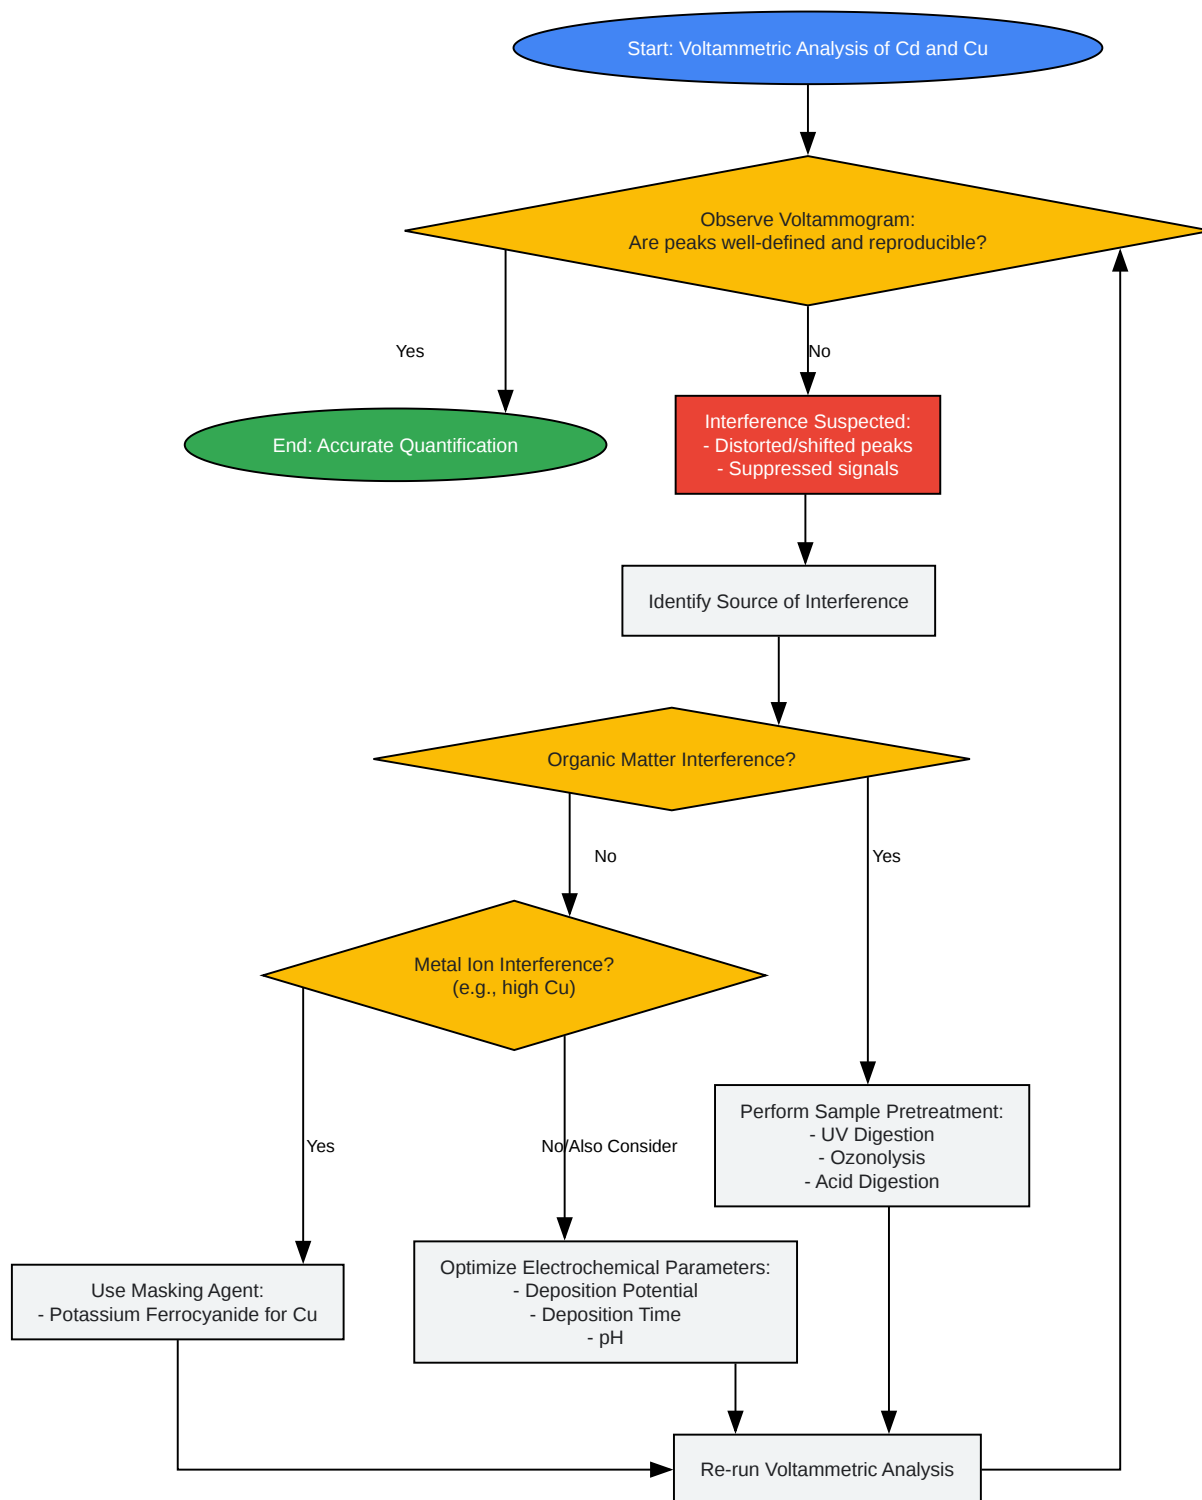 Start: Voltammetric Analysis of Cd and Cu
Observe Voltammogram:
Are peaks well-defined and reproducible?
Yes
No
End: Accurate Quantification
Interference Suspected:
- Distorted/shifted peaks
- Suppressed signals
Identify Source of Interference
Organic Matter Interference?
No
Yes
Metal Ion Interference?
(e.g., high Cu)
Yes
No/Also Consider
Perform Sample Pretreatment:
- UV Digestion
- Ozonolysis
- Acid Digestion
Use Masking Agent:
- Potassium Ferrocyanide for Cu
Optimize Electrochemical Parameters:
- Deposition Potential
- Deposition Time
- pH
Re-run Voltammetric Analysis